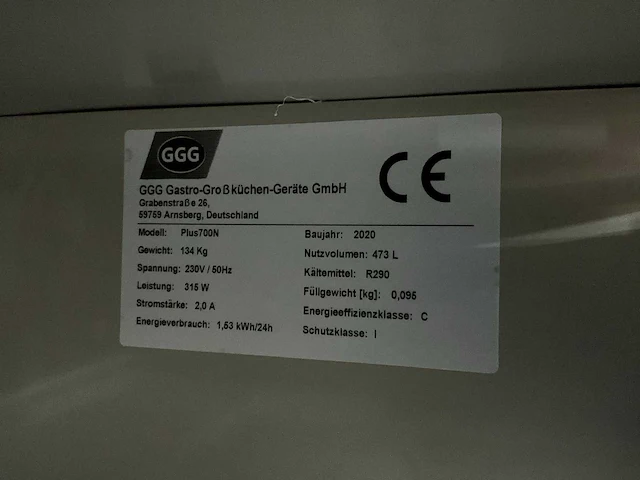 GGG
CE
GGG Gastro-Großküchen-Geräte GmbH
Grabenstraße 26,
59759 Arnsberg, Deutschland
Modell: Plus700N
Gewicht: 134 Kg
Spannung: 230V / 50Hz
Leistung: 315 W
Stromstärke: 2,0 A
Energieverbrauch: 1,53 kWh/24h
Baujahr: 2020
Nutzvolumen: 473 L
Kältemittel: R290
Füllgewicht [kg]: 0,095
Energieeffizienzklasse: C
Schutzklasse: I